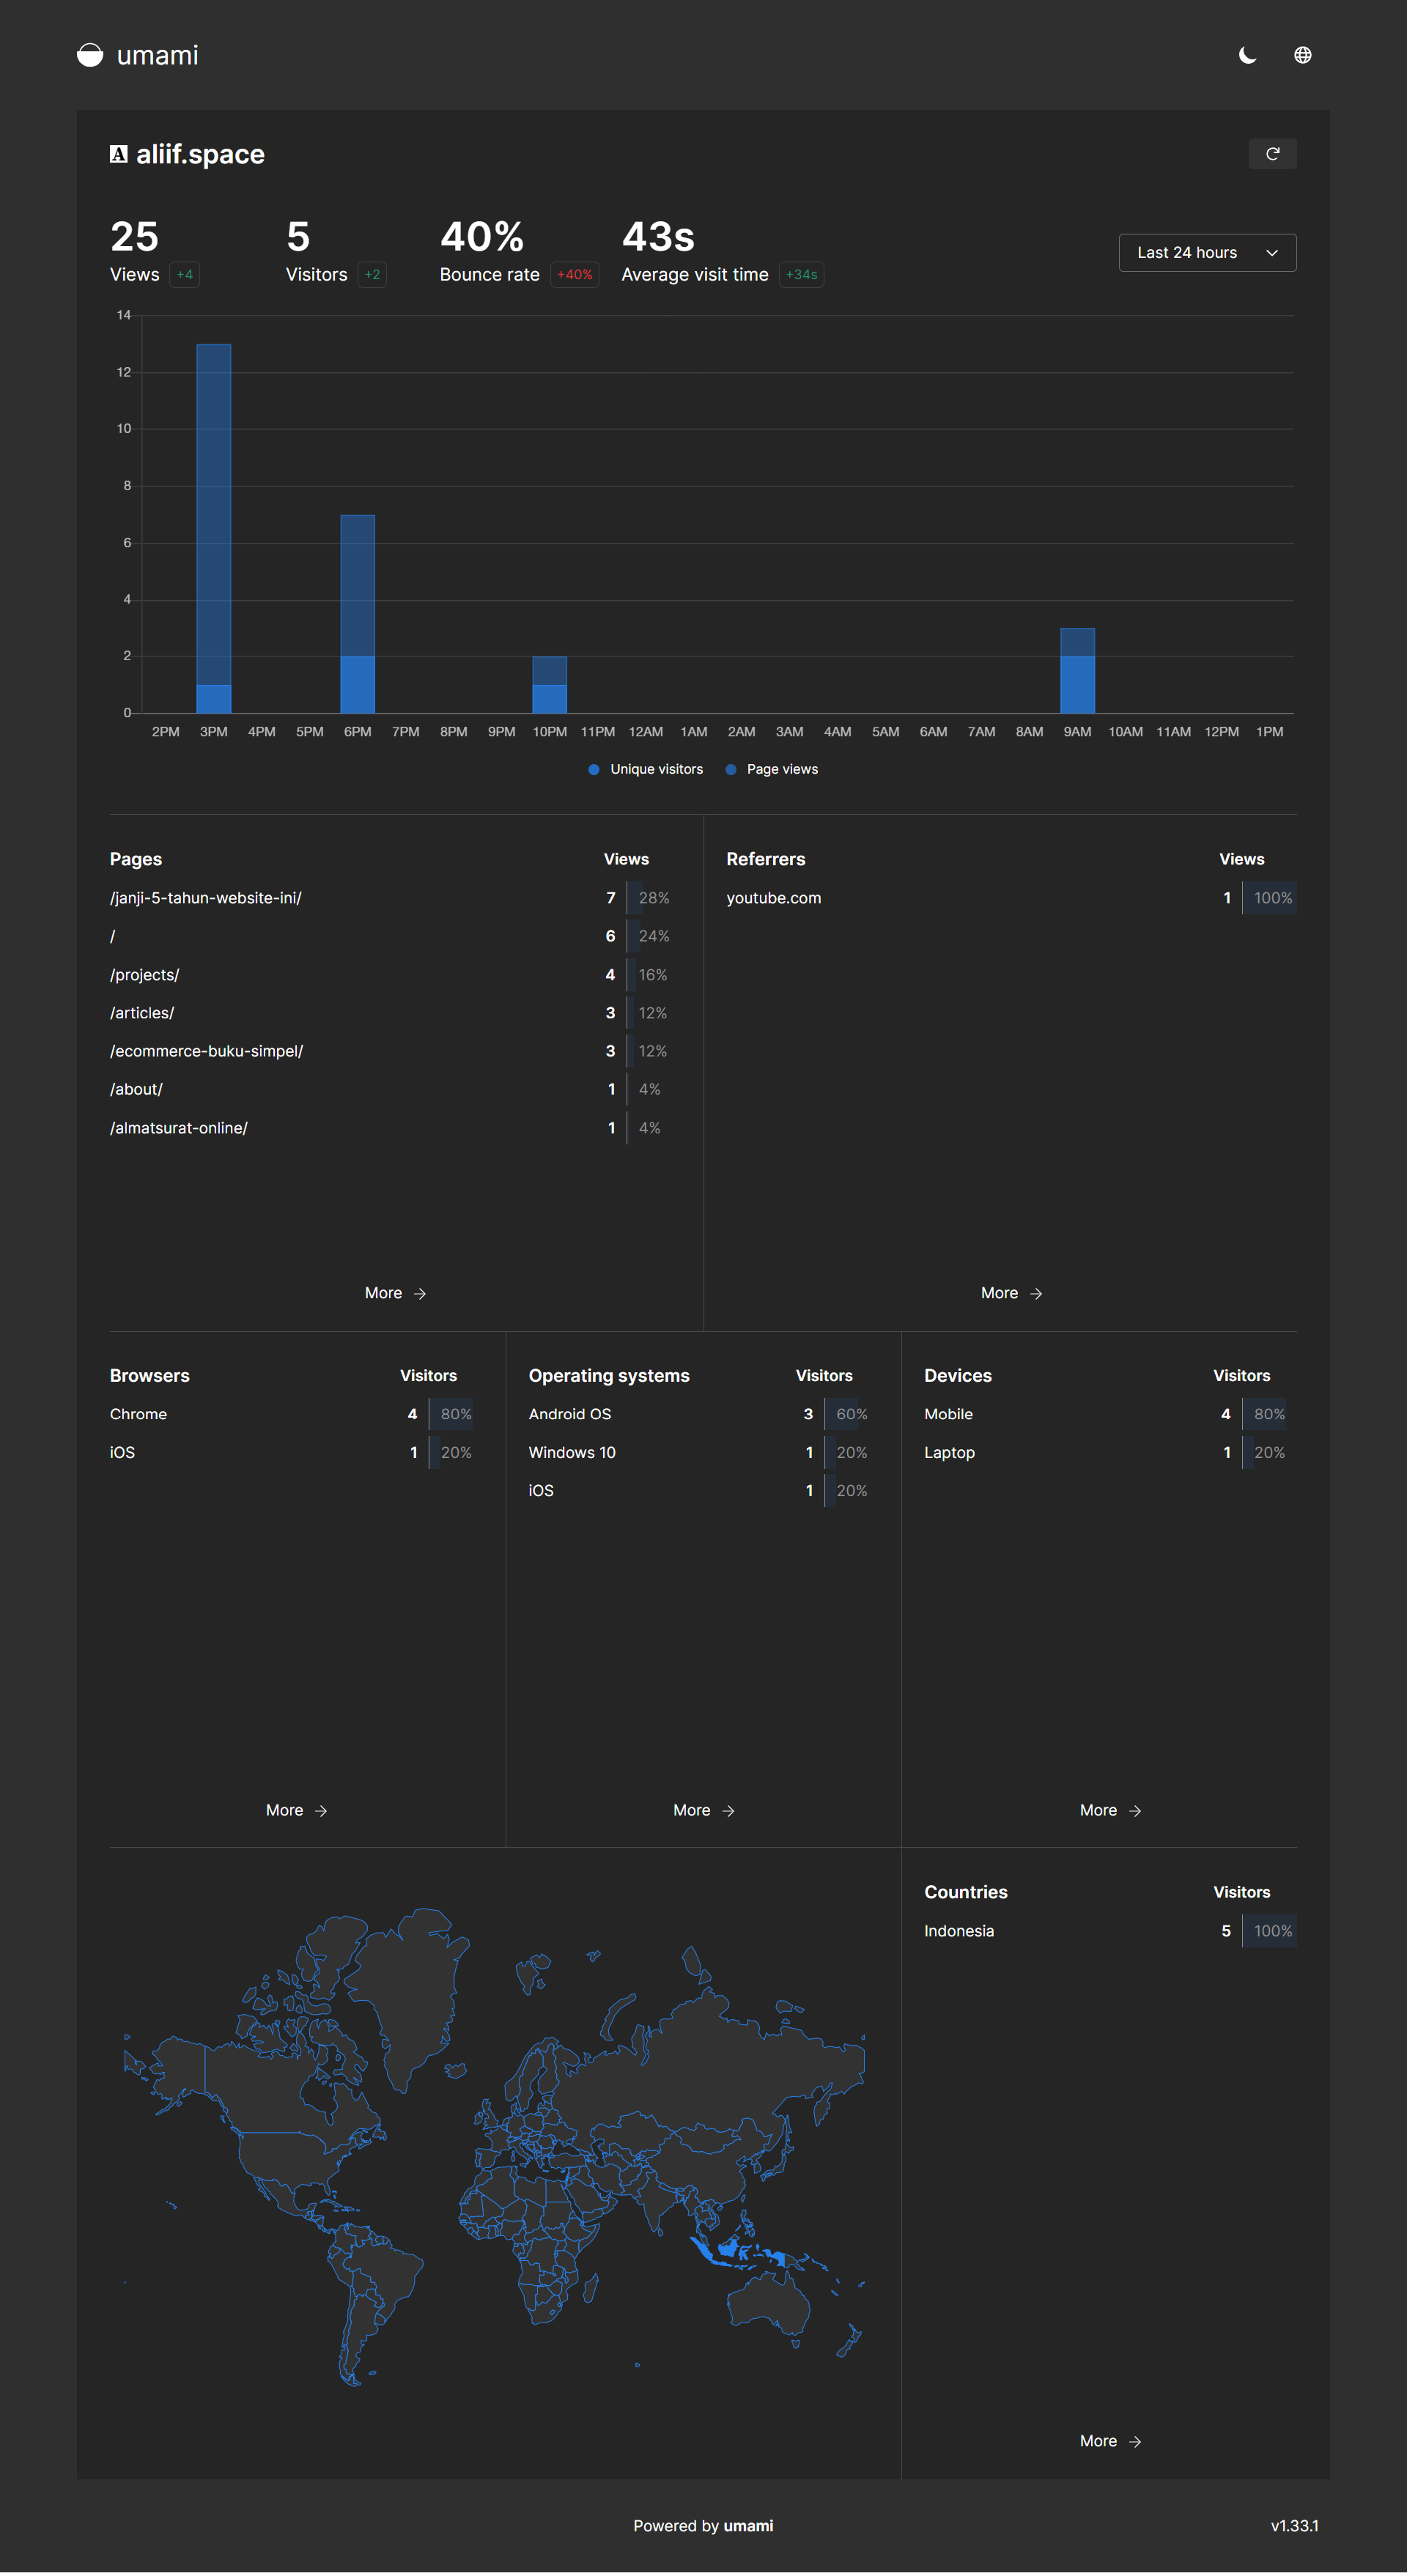 umami
A aliif.space
25 5 40% 43s
Views +4 Visitors +2 Bounce rate +40% Average visit time +34s
Last 24 hours
14
12
10
8
6
4
2
0
2PM 3PM 4PM 5PM 6PM 7PM 8PM 9PM 10PM 11PM 12AM 1AM 2AM 3AM 4AM 5AM 6AM 7AM 8AM 9AM 10AM 11AM 12PM 1PM
Unique visitors Page views
Pages Views
/janji-5-tahun-website-ini/ 7 28%
/ 6 24%
/projects/ 4 16%
/articles/ 3 12%
/ecommerce-buku-simpel/ 3 12%
/about/ 1 4%
/almatsurat-online/ 1 4%
More
Referrers Views
youtube.com 1 100%
More
Browsers Visitors
Chrome 4 80%
iOS 1 20%
More
Operating systems Visitors
Android OS 3 60%
Windows 10 1 20%
iOS 1 20%
More
Devices Visitors
Mobile 4 80%
Laptop 1 20%
More
Countries Visitors
Indonesia 5 100%
More
Powered by umami
v1.33.1